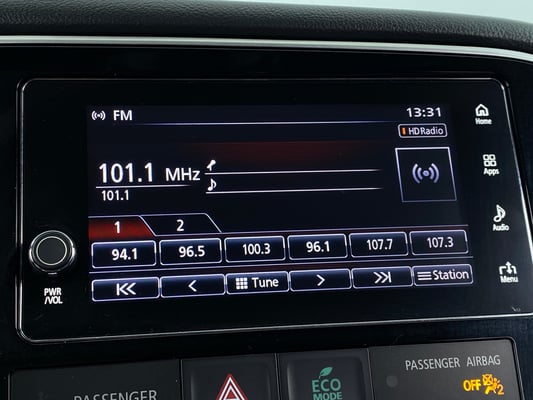 FM 13:31
HD Radio
Home
101.1 MHz
101.1
Apps
1 2
94.1 96.5 100.3 96.1 107.7 107.3
Audio
Tune Station
PWR
/VOL
Menu
PASSENGER AIRBAG
PASSENGER
ECO
MODE
OFF 2